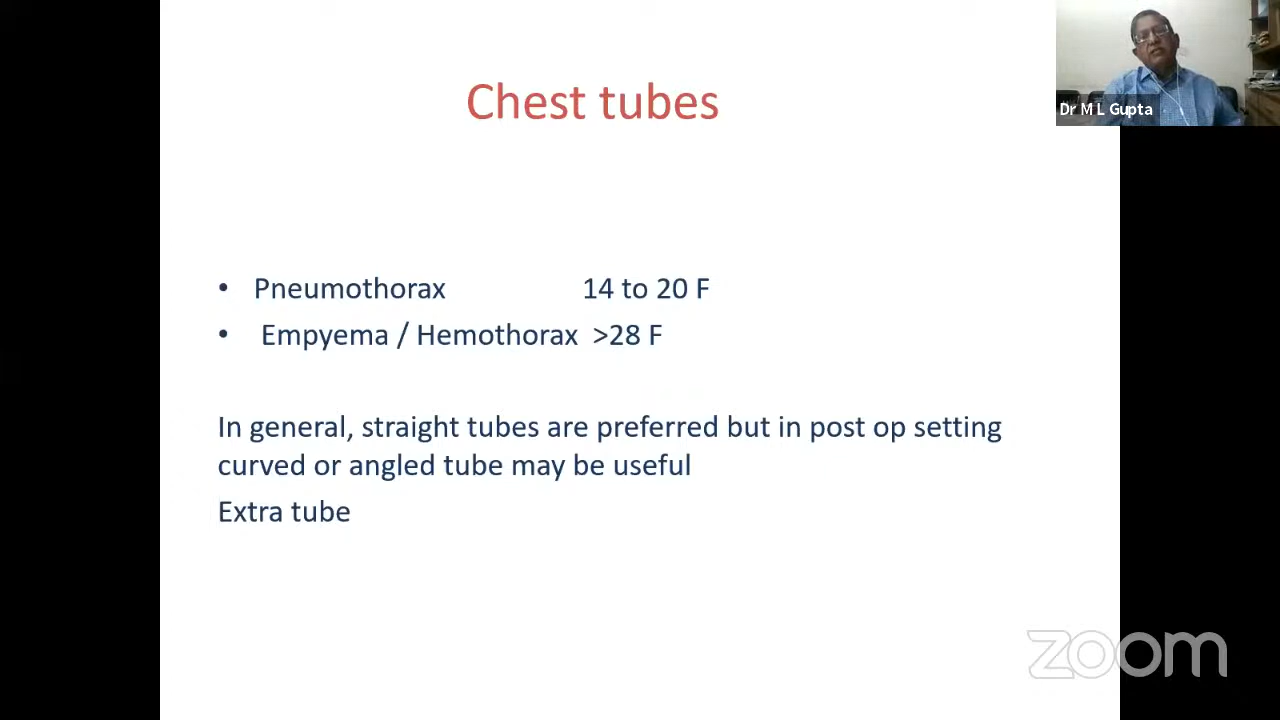 Chest tubes
Dr M L Gupta
• Pneumothorax 14 to 20 F
• Empyema / Hemothorax >28 F
In general, straight tubes are preferred but in post op setting
curved or angled tube may be useful
Extra tube
zoom